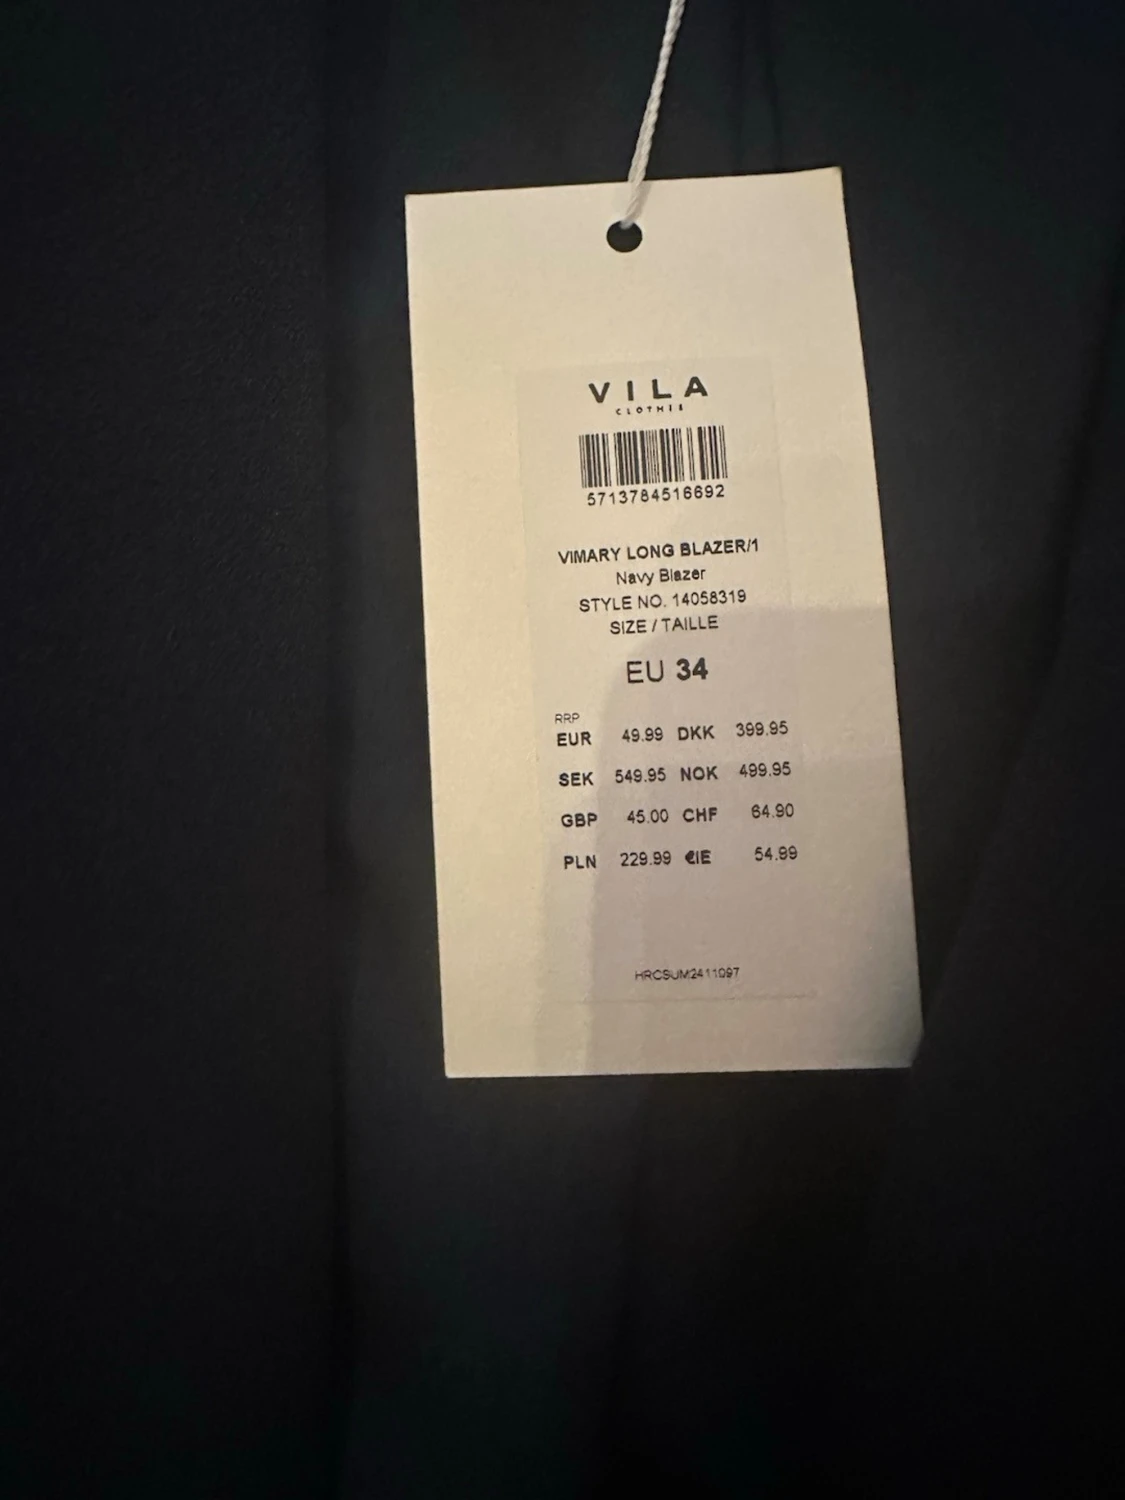 VILA
CLOTHES
5713784516692
VIMARY LONG BLAZER/1
Navy Blazer
STYLE NO. 14058319
SIZE / TAILLE
EU 34
RRP
EUR 49.99 DKK 399.95
SEK 549.95 NOK 499.95
GBP 45.00 CHF 64.90
PLN 229.99 €IE 54.99
HRCSUM2411097